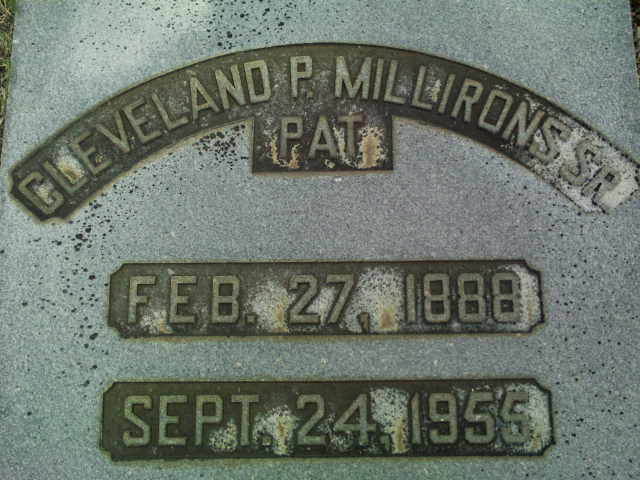 CLEVELAND P. MILLIRONS SR.
PAT
FEB. 27, 1888
SEPT. 24, 1955